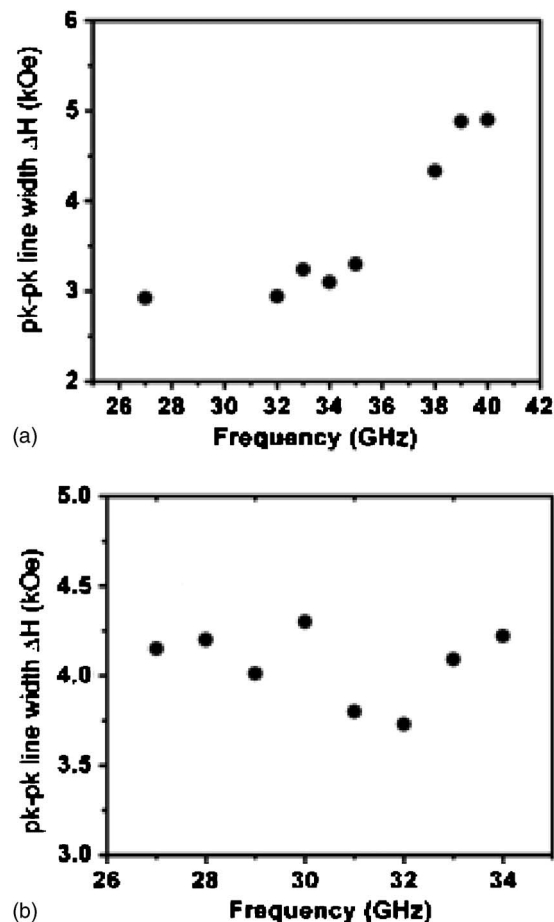 6
5
4
3
2
pk-pk line width ΔH (kOe)
26 28 30 32 34 36 38 40 42
Frequency (GHz)
(a)
5.0
4.5
4.0
3.5
3.0
pk-pk line width ΔH (kOe)
26 28 30 32 34
Frequency (GHz)
(b)